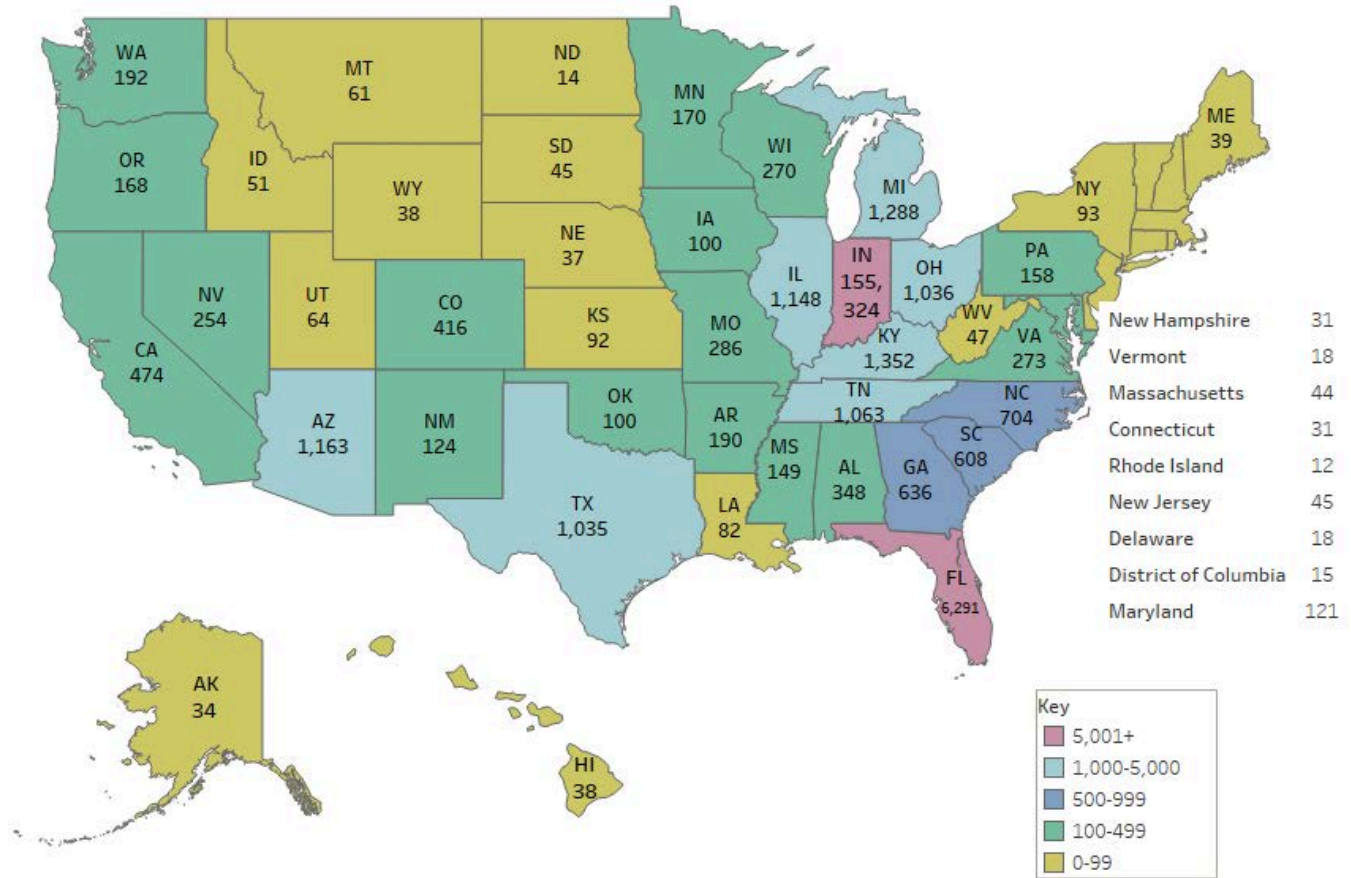 WA
192
OR
168
CA
474
NV
254
ID
51
MT
61
WY
38
UT
64
AZ
1,163
CO
416
NM
124
ND
14
SD
45
NE
37
KS
92
OK
100
TX
1,035
MN
170
IA
100
MO
286
AR
190
LA
82
WI
270
IL
1,148
MI
1,288
IN
155,
324
OH
1,036
KY
1,352
TN
1,063
MS
149
AL
348
GA
636
FL
6,291
SC
608
NC
704
VA
273
WV
47
PA
158
NY
93
ME
39
AK
34
HI
38
New Hampshire 31
Vermont 18
Massachusetts 44
Connecticut 31
Rhode Island 12
New Jersey 45
Delaware 18
District of Columbia 15
Maryland 121
Key
5,001+
1,000-5,000
500-999
100-499
0-99